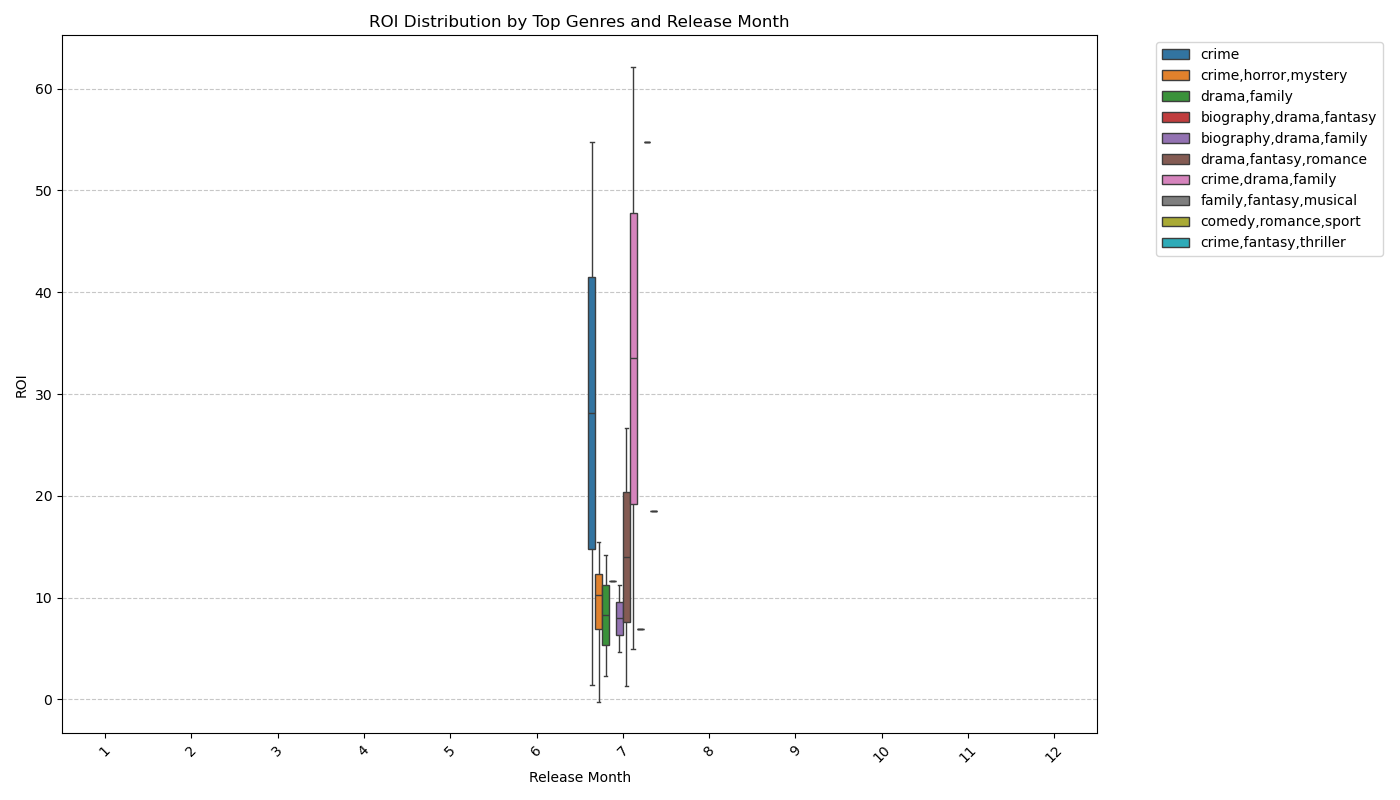 ROI Distribution by Top Genres and Release Month
ROI
60
50
40
30
20
10
0
1 2 3 4 5 6 7 8 9 10 11 12
Release Month
crime
crime,horror,mystery
drama,family
biography,drama,fantasy
biography,drama,family
drama,fantasy,romance
crime,drama,family
family,fantasy,musical
comedy,romance,sport
crime,fantasy,thriller